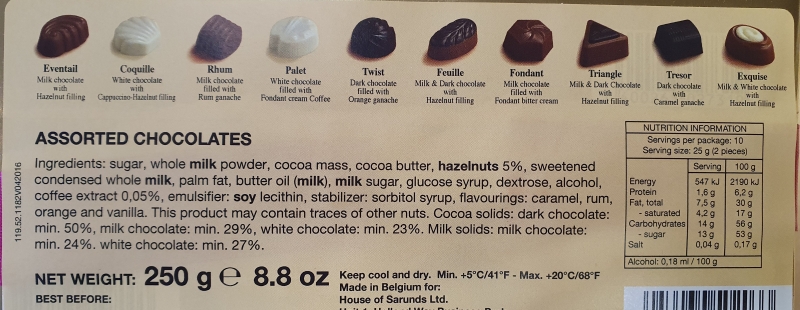 Eventail
Milk chocolate
with
Hazelnut filling
Coquille
White chocolate
with
Cappuccino-Hazelnut filling
Rhum
Milk chocolate
filled with
Rum ganache
Palet
White chocolate
filled with
Fondant cream Coffee
Twist
Dark chocolate
filled with
Orange ganache
Feuille
Milk & Dark chocolate
with
Hazelnut filling
Fondant
Milk chocolate
filled with
Fondant bitter cream
Triangle
Milk & Dark Chocolate
with
Hazelnut filling
Tresor
Dark chocolate
with
Caramel ganache
Exquise
Milk & White chocolate
with
Hazelnut filling
ASSORTED CHOCOLATES
Ingredients: sugar, whole milk powder, cocoa mass, cocoa butter, hazelnuts 5%, sweetened
condensed whole milk, palm fat, butter oil (milk), milk sugar, glucose syrup, dextrose, alcohol,
coffee extract 0,05%, emulsifier: soy lecithin, stabilizer: sorbitol syrup, flavourings: caramel, rum,
orange and vanilla. This product may contain traces of other nuts. Cocoa solids: dark chocolate:
min. 50%, milk chocolate: min. 29%, white chocolate: min. 23%. Milk solids: milk chocolate:
min. 24%. white chocolate: min. 27%.
119.52.1182V042016
NUTRITION INFORMATION
Servings per package: 10
Serving size: 25 g (2 pieces)
Serving 100 g
Energy 547 kJ 2190 kJ
Protein 1,6 g 6,2 g
Fat, total 7,5 g 30 g
- saturated 4,2 g 17 g
Carbohydrates 14 g 56 g
- sugar 13 g 53 g
Salt 0,04 g 0,17 g
Alcohol: 0,18 ml / 100 g
NET WEIGHT: 250 g e 8.8 oz
BEST BEFORE:
Keep cool and dry. Min. +5°C/41°F - Max. +20°C/68°F
Made in Belgium for:
House of Sarunds Ltd.